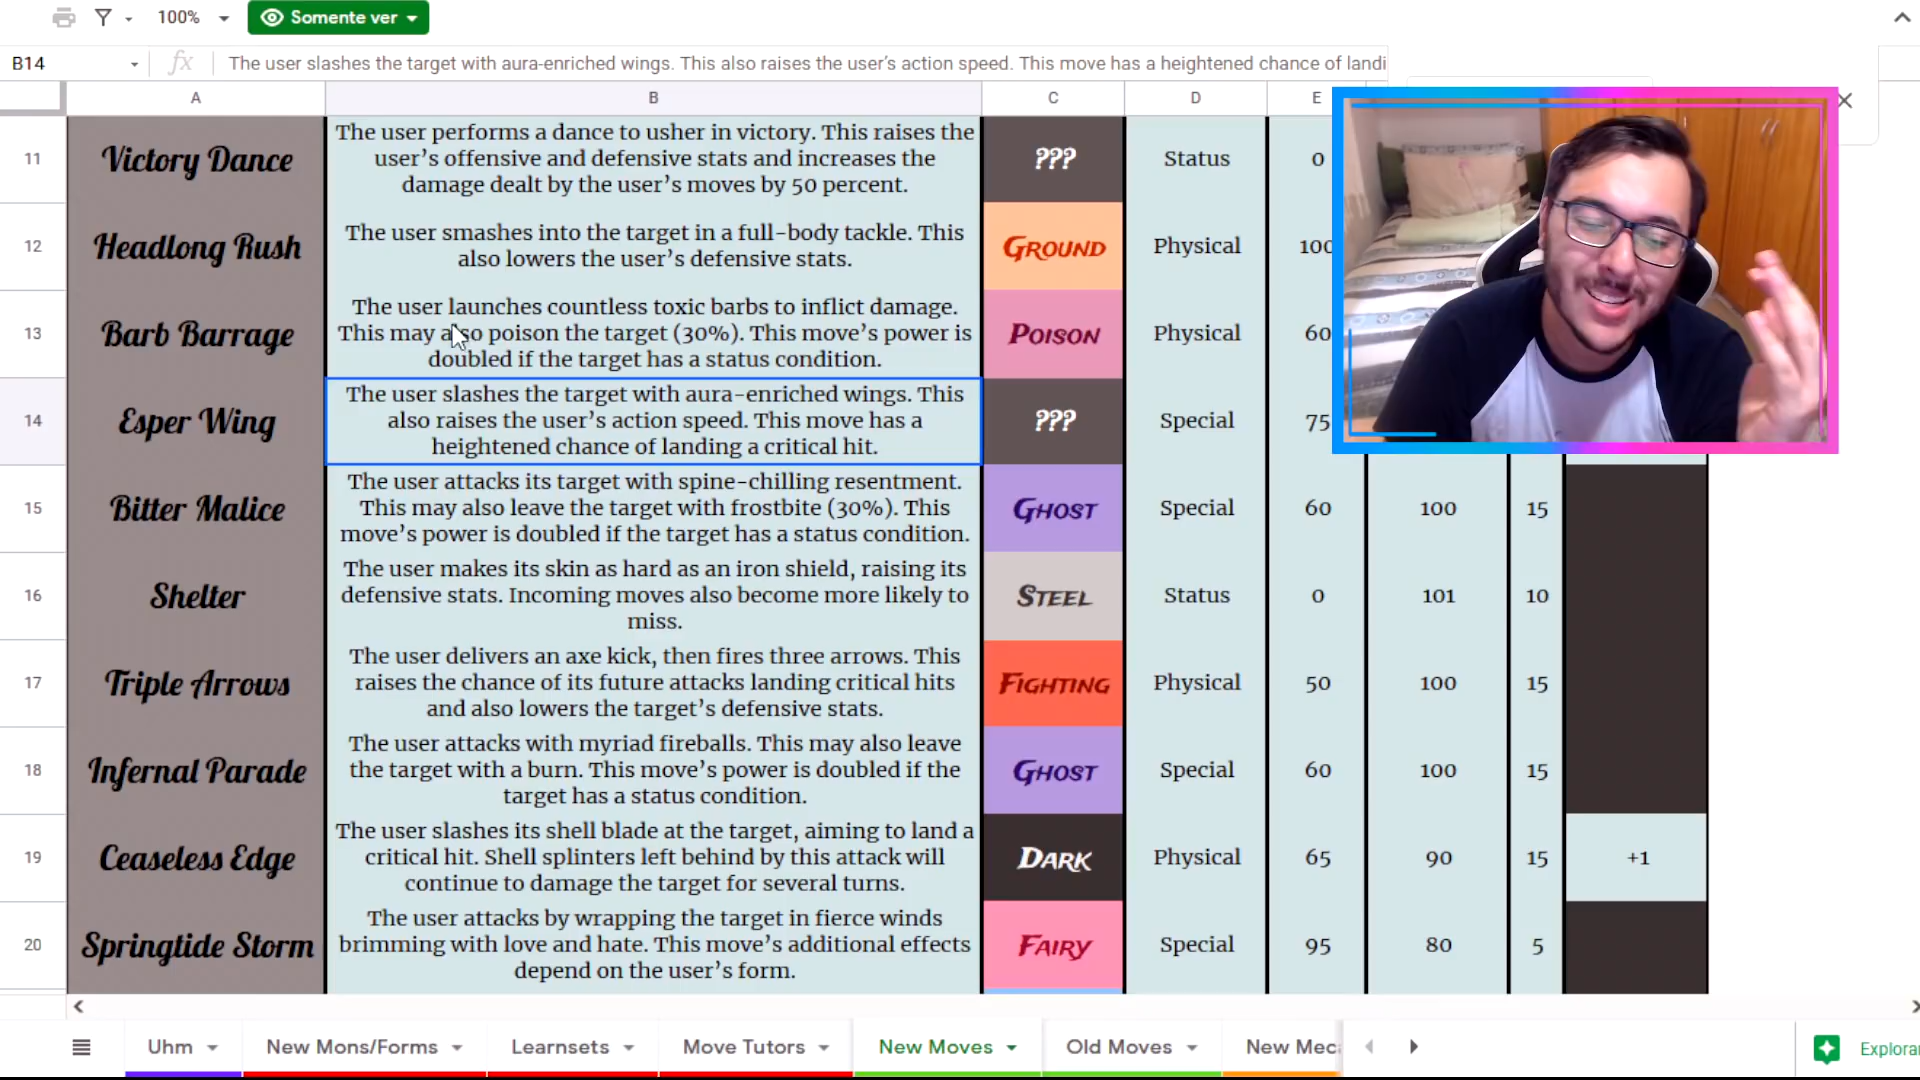 100%
Somente ver
B14
fx
The user slashes the target with aura-enriched wings. This also raises the user's action speed. This move has a heightened chance of landi
A
B
C
D
E
11
Victory Dance
The user performs a dance to usher in victory. This raises the
user's offensive and defensive stats and increases the
damage dealt by the user's moves by 50 percent.
???
Status
0
12
Headlong Rush
The user smashes into the target in a full-body tackle. This
also lowers the user's defensive stats.
Ground
Physical
100
13
Barb Barrage
The user launches countless toxic barbs to inflict damage.
This may also poison the target (30%). This move's power is
doubled if the target has a status condition.
Poison
Physical
60
14
Esper Wing
The user slashes the target with aura-enriched wings. This
also raises the user's action speed. This move has a
heightened chance of landing a critical hit.
???
Special
75
15
Bitter Malice
The user attacks its target with spine-chilling resentment.
This may also leave the target with frostbite (30%). This
move's power is doubled if the target has a status condition.
Ghost
Special
60
100
15
16
Shelter
The user makes its skin as hard as an iron shield, raising its
defensive stats. Incoming moves also become more likely to
miss.
Steel
Status
0
101
10
17
Triple Arrows
The user delivers an axe kick, then fires three arrows. This
raises the chance of its future attacks landing critical hits
and also lowers the target's defensive stats.
Fighting
Physical
50
100
15
18
Infernal Parade
The user attacks with myriad fireballs. This may also leave
the target with a burn. This move's power is doubled if the
target has a status condition.
Ghost
Special
60
100
15
19
Ceaseless Edge
The user slashes its shell blade at the target, aiming to land a
critical hit. Shell splinters left behind by this attack will
continue to damage the target for several turns.
Dark
Physical
65
90
15
+1
20
Springtide Storm
The user attacks by wrapping the target in fierce winds
brimming with love and hate. This move's additional effects
depend on the user's form.
Fairy
Special
95
80
5
Uhm
New Mons/Forms
Learnsets
Move Tutors
New Moves
Old Moves
New Mec
Explorar